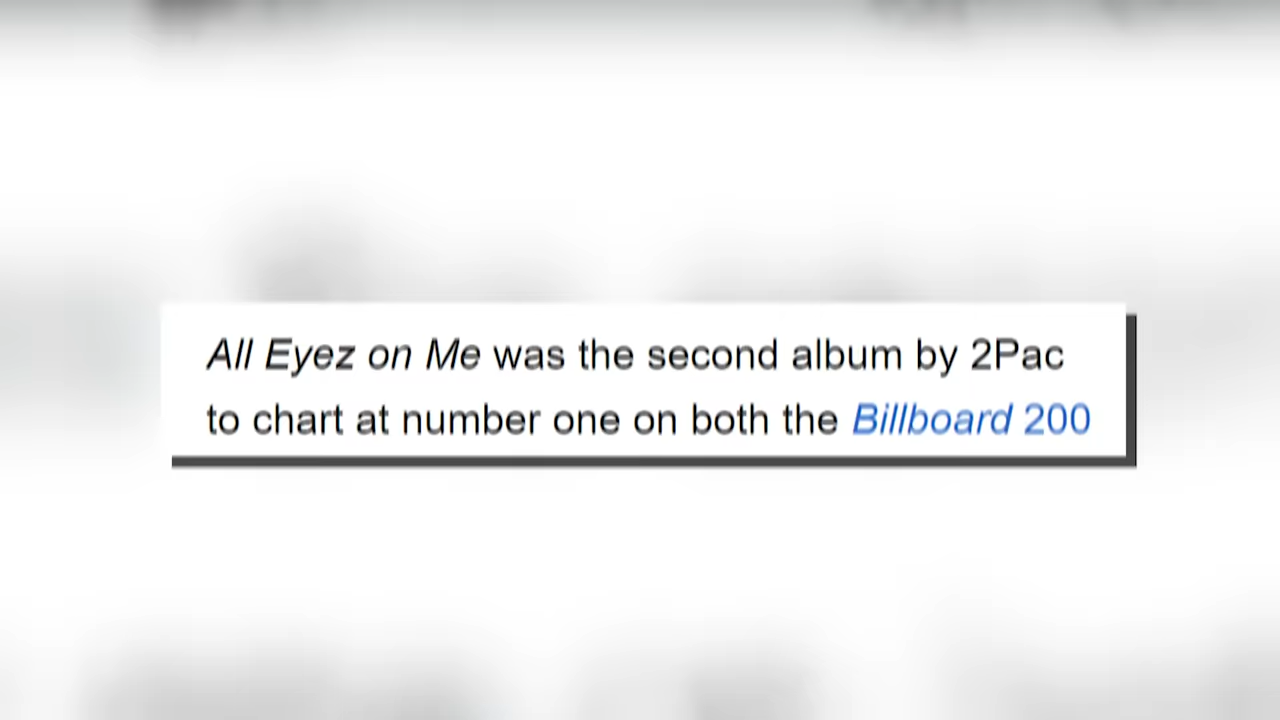 All Eyez on Me was the second album by 2Pac
to chart at number one on both the Billboard 200